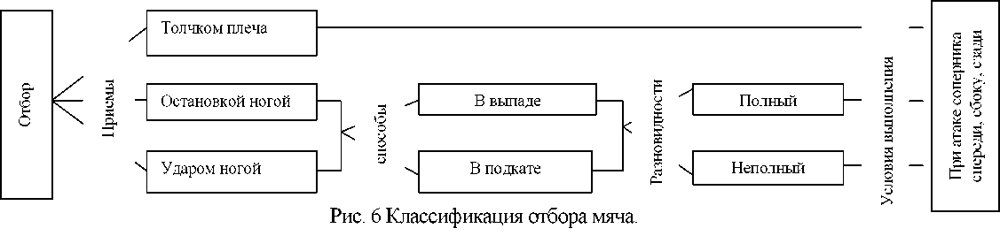 Отбор
Приемы
Толчком плеча
Остановкой ногой
Ударом ногой
способы
В выпаде
В подкате
Разновидности
Полный
Неполный
Условия выполнения
При атаке соперника
спереди, сбоку, сзади
Рис. 6 Классификация отбора мяча.